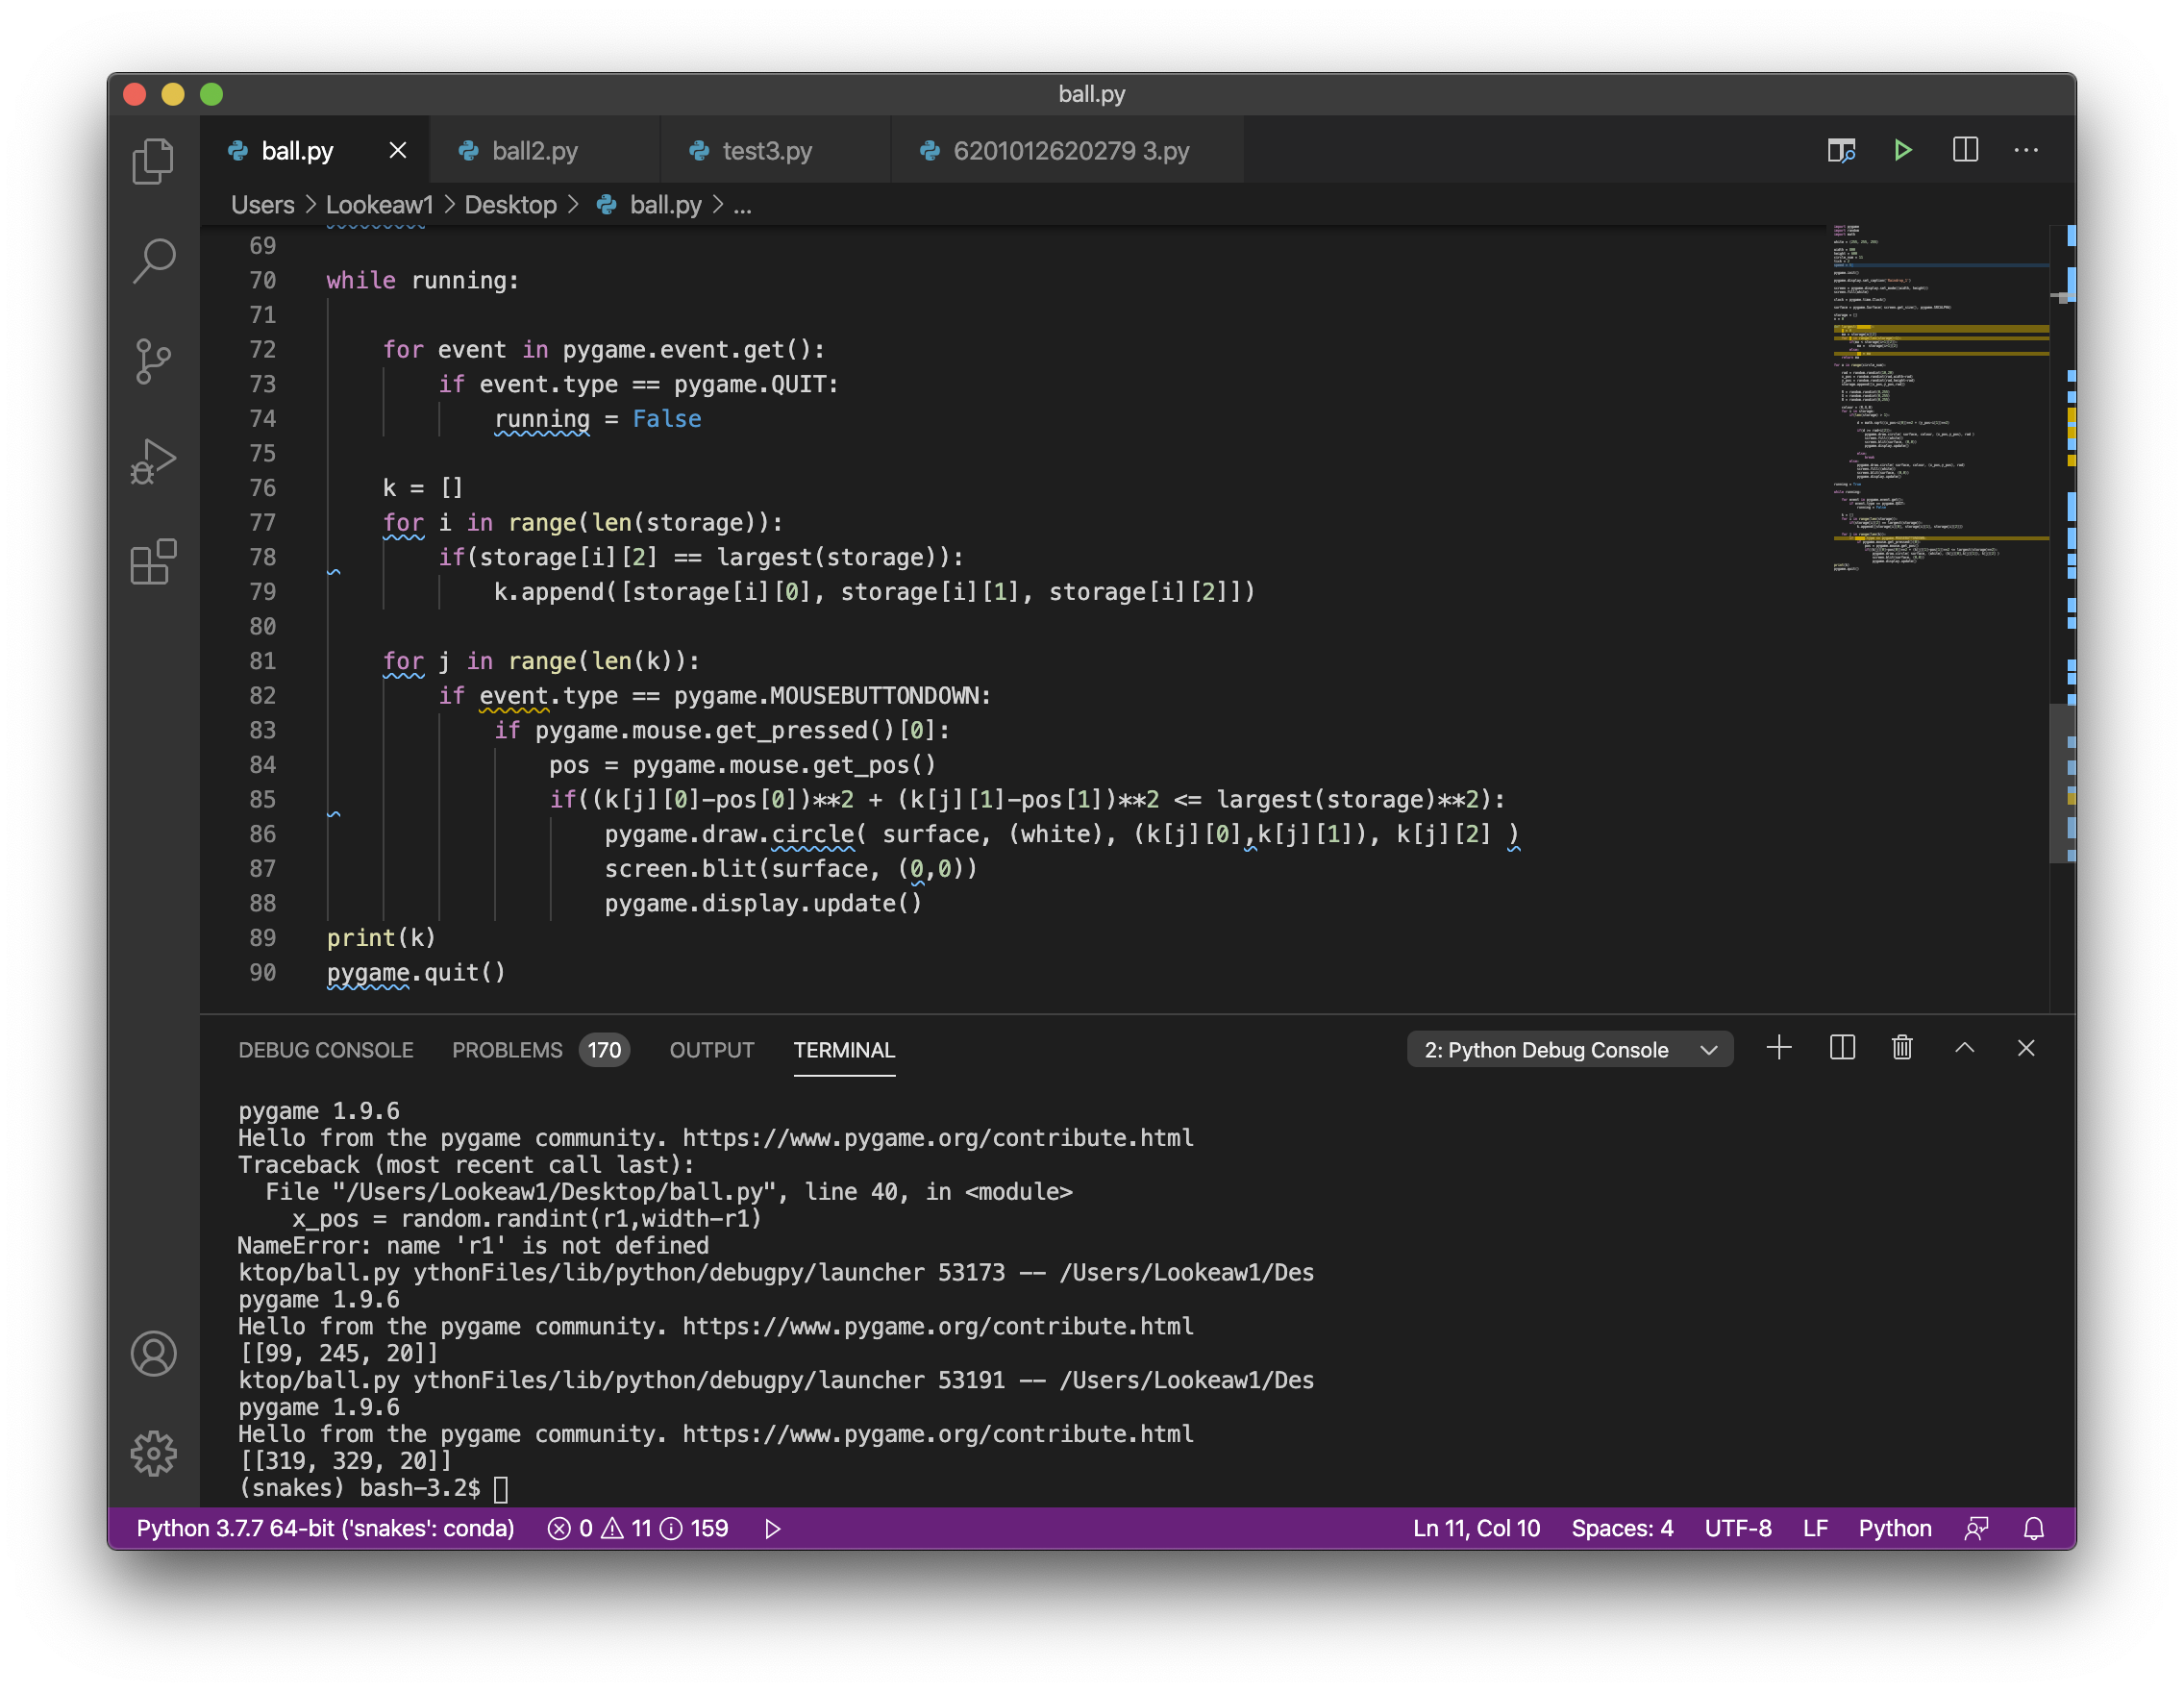 ball.py
ball.py
ball2.py
test3.py
6201012620279 3.py
Users > Lookeaw1 > Desktop > ball.py > ...
69
70 while running:
71
72 for event in pygame.event.get():
73 if event.type == pygame.QUIT:
74 running = False
75
76 k = []
77 for i in range(len(storage)):
78 if(storage[i][2] == largest(storage)):
79 k.append([storage[i][0], storage[i][1], storage[i][2]])
80
81 for j in range(len(k)):
82 if event.type == pygame.MOUSEBUTTONDOWN:
83 if pygame.mouse.get_pressed()[0]:
84 pos = pygame.mouse.get_pos()
85 if((k[j][0]-pos[0])**2 + (k[j][1]-pos[1])**2 <= largest(storage)**2):
86 pygame.draw.circle( surface, (white), (k[j][0],k[j][1]), k[j][2] )
87 screen.blit(surface, (0,0))
88 pygame.display.update()
89 print(k)
90 pygame.quit()
DEBUG CONSOLE PROBLEMS 170 OUTPUT TERMINAL 2: Python Debug Console
pygame 1.9.6
Hello from the pygame community. https://www.pygame.org/contribute.html
Traceback (most recent call last):
File "/Users/Lookeaw1/Desktop/ball.py", line 40, in <module>
x_pos = random.randint(r1,width-r1)
NameError: name 'r1' is not defined
ktop/ball.py ythonFiles/lib/python/debugpy/launcher 53173 -- /Users/Lookeaw1/Des
pygame 1.9.6
Hello from the pygame community. https://www.pygame.org/contribute.html
[[99, 245, 20]]
ktop/ball.py ythonFiles/lib/python/debugpy/launcher 53191 -- /Users/Lookeaw1/Des
pygame 1.9.6
Hello from the pygame community. https://www.pygame.org/contribute.html
[[319, 329, 20]]
(snakes) bash-3.2$
Python 3.7.7 64-bit ('snakes': conda) 0 11 159 Ln 11, Col 10 Spaces: 4 UTF-8 LF Python